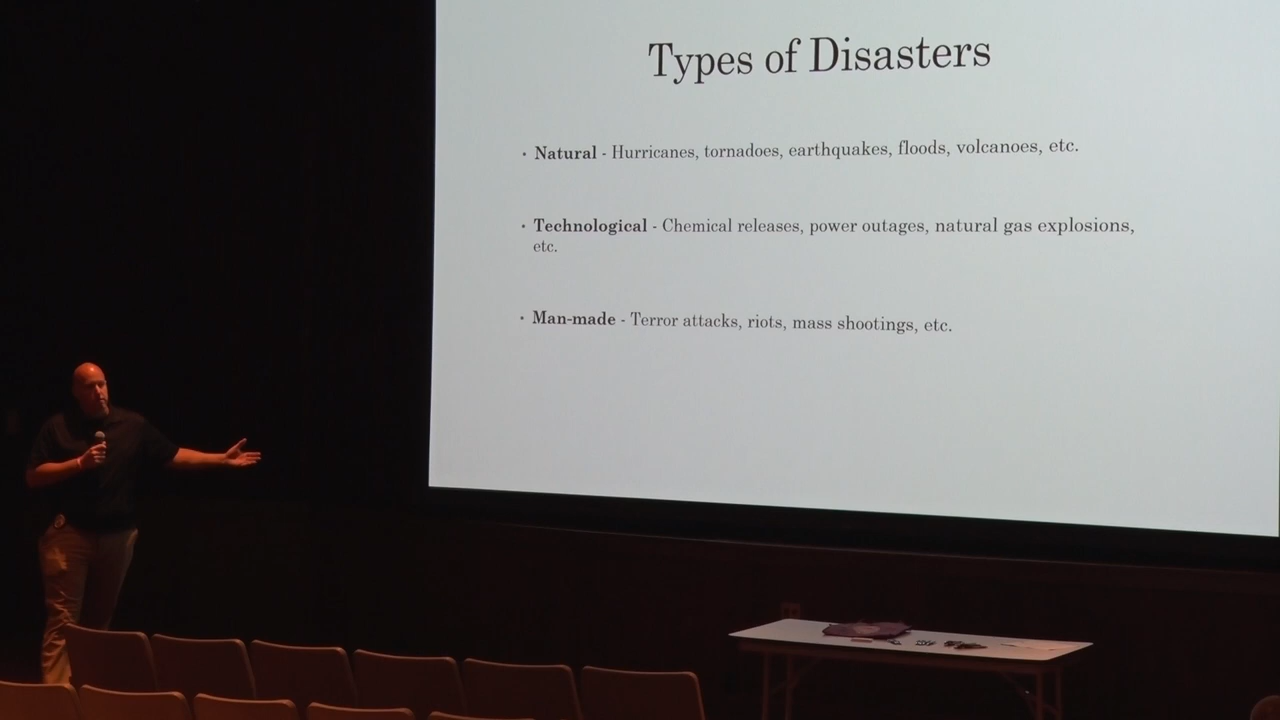 Types of Disasters
• Natural - Hurricanes, tornadoes, earthquakes, floods, volcanoes, etc.
• Technological - Chemical releases, power outages, natural gas explosions,
etc.
• Man-made - Terror attacks, riots, mass shootings, etc.